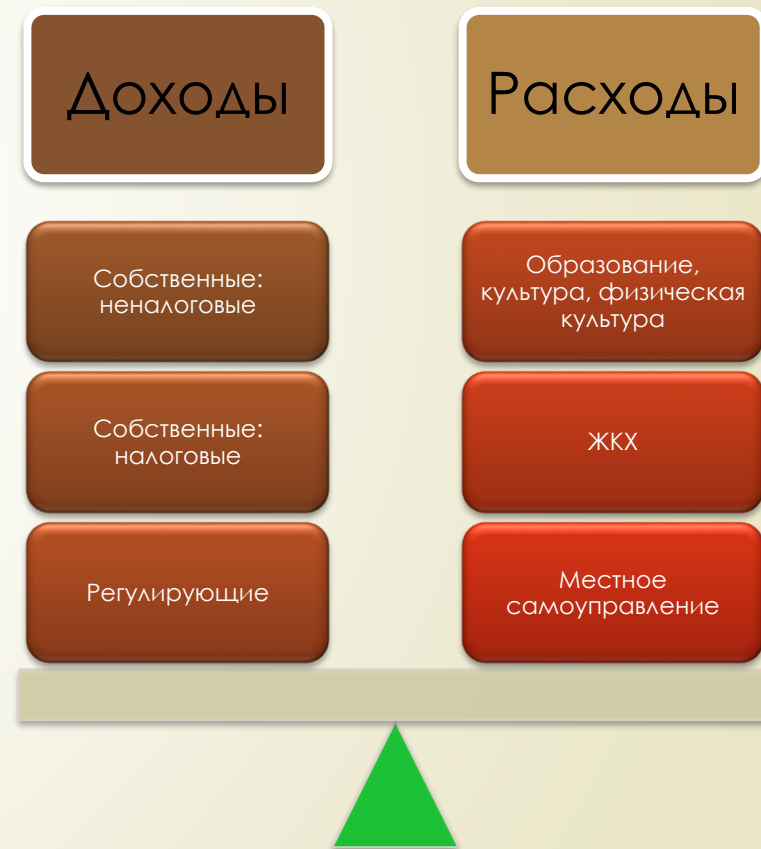 Доходы
Собственные:
неналоговые
Собственные:
налоговые
Регулирующие
Расходы
Образование,
культура, физическая
культура
ЖКХ
Местное
самоуправление